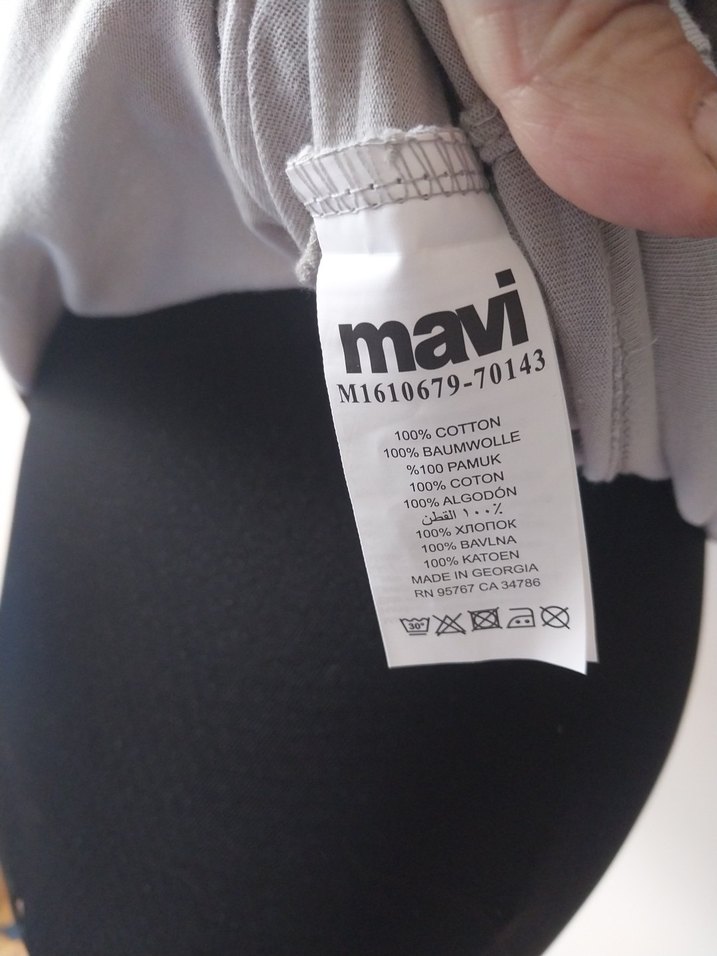 mavi
M1610679-70143
100% COTTON
100% BAUMWOLLE
%100 PAMUK
100% COTON
100% ALGODÓN
١٠٠٪ القطن
100% ХЛОПОК
100% BAVLNA
100% KATOEN
MADE IN GEORGIA
RN 95767 CA 34786
30°